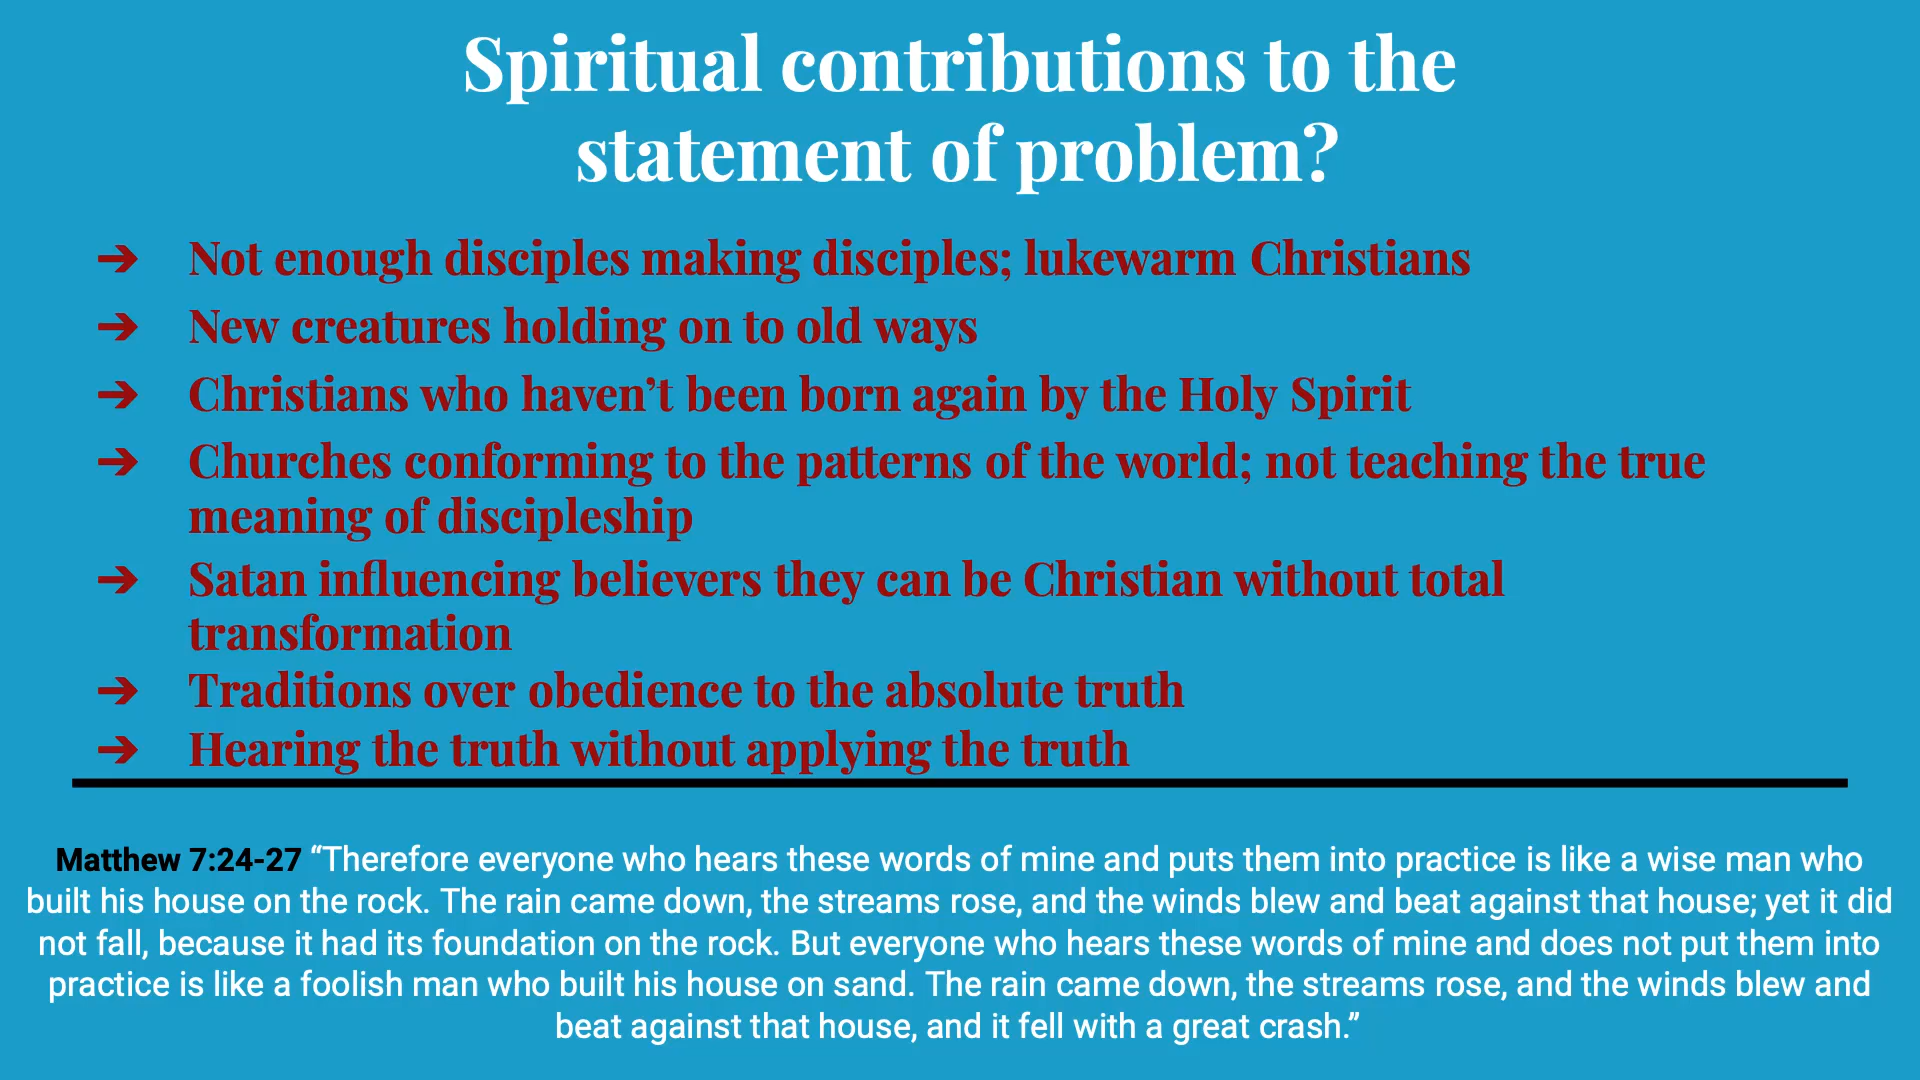 Spiritual contributions to the
statement of problem?
➔ Not enough disciples making disciples; lukewarm Christians
➔ New creatures holding on to old ways
➔ Christians who haven’t been born again by the Holy Spirit
➔ Churches conforming to the patterns of the world; not teaching the true
meaning of discipleship
➔ Satan influencing believers they can be Christian without total
transformation
➔ Traditions over obedience to the absolute truth
➔ Hearing the truth without applying the truth
Matthew 7:24-27 “Therefore everyone who hears these words of mine and puts them into practice is like a wise man who
built his house on the rock. The rain came down, the streams rose, and the winds blew and beat against that house; yet it did
not fall, because it had its foundation on the rock. But everyone who hears these words of mine and does not put them into
practice is like a foolish man who built his house on sand. The rain came down, the streams rose, and the winds blew and
beat against that house, and it fell with a great crash.”